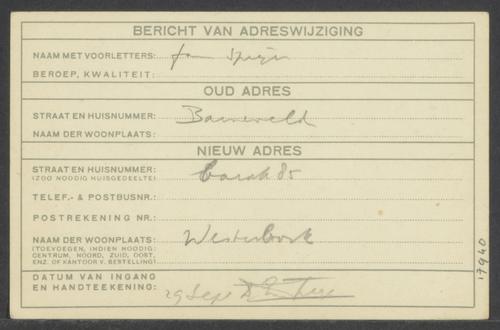 BERICHT VAN ADRESWIJZIGING
NAAM MET VOORLETTERS:
BEROEP, KWALITEIT:
OUD ADRES
STRAAT EN HUISNUMMER: Barneveld
NAAM DER WOONPLAATS:
NIEUW ADRES
STRAAT EN HUISNUMMER: barak 85
(ZOO NOODIG HUISGEDEELTE)
TELEF.- & POSTBUSNR.:
POSTREKENING NR.:
NAAM DER WOONPLAATS: Westerbork
(TOEVOEGEN, INDIEN NOODIG:
CENTRUM, NOORD, ZUID, OOST,
ENZ. OF KANTOOR V. BESTELLING)
DATUM VAN INGANG
EN HANDTEEKENING: 29 Sept
17940